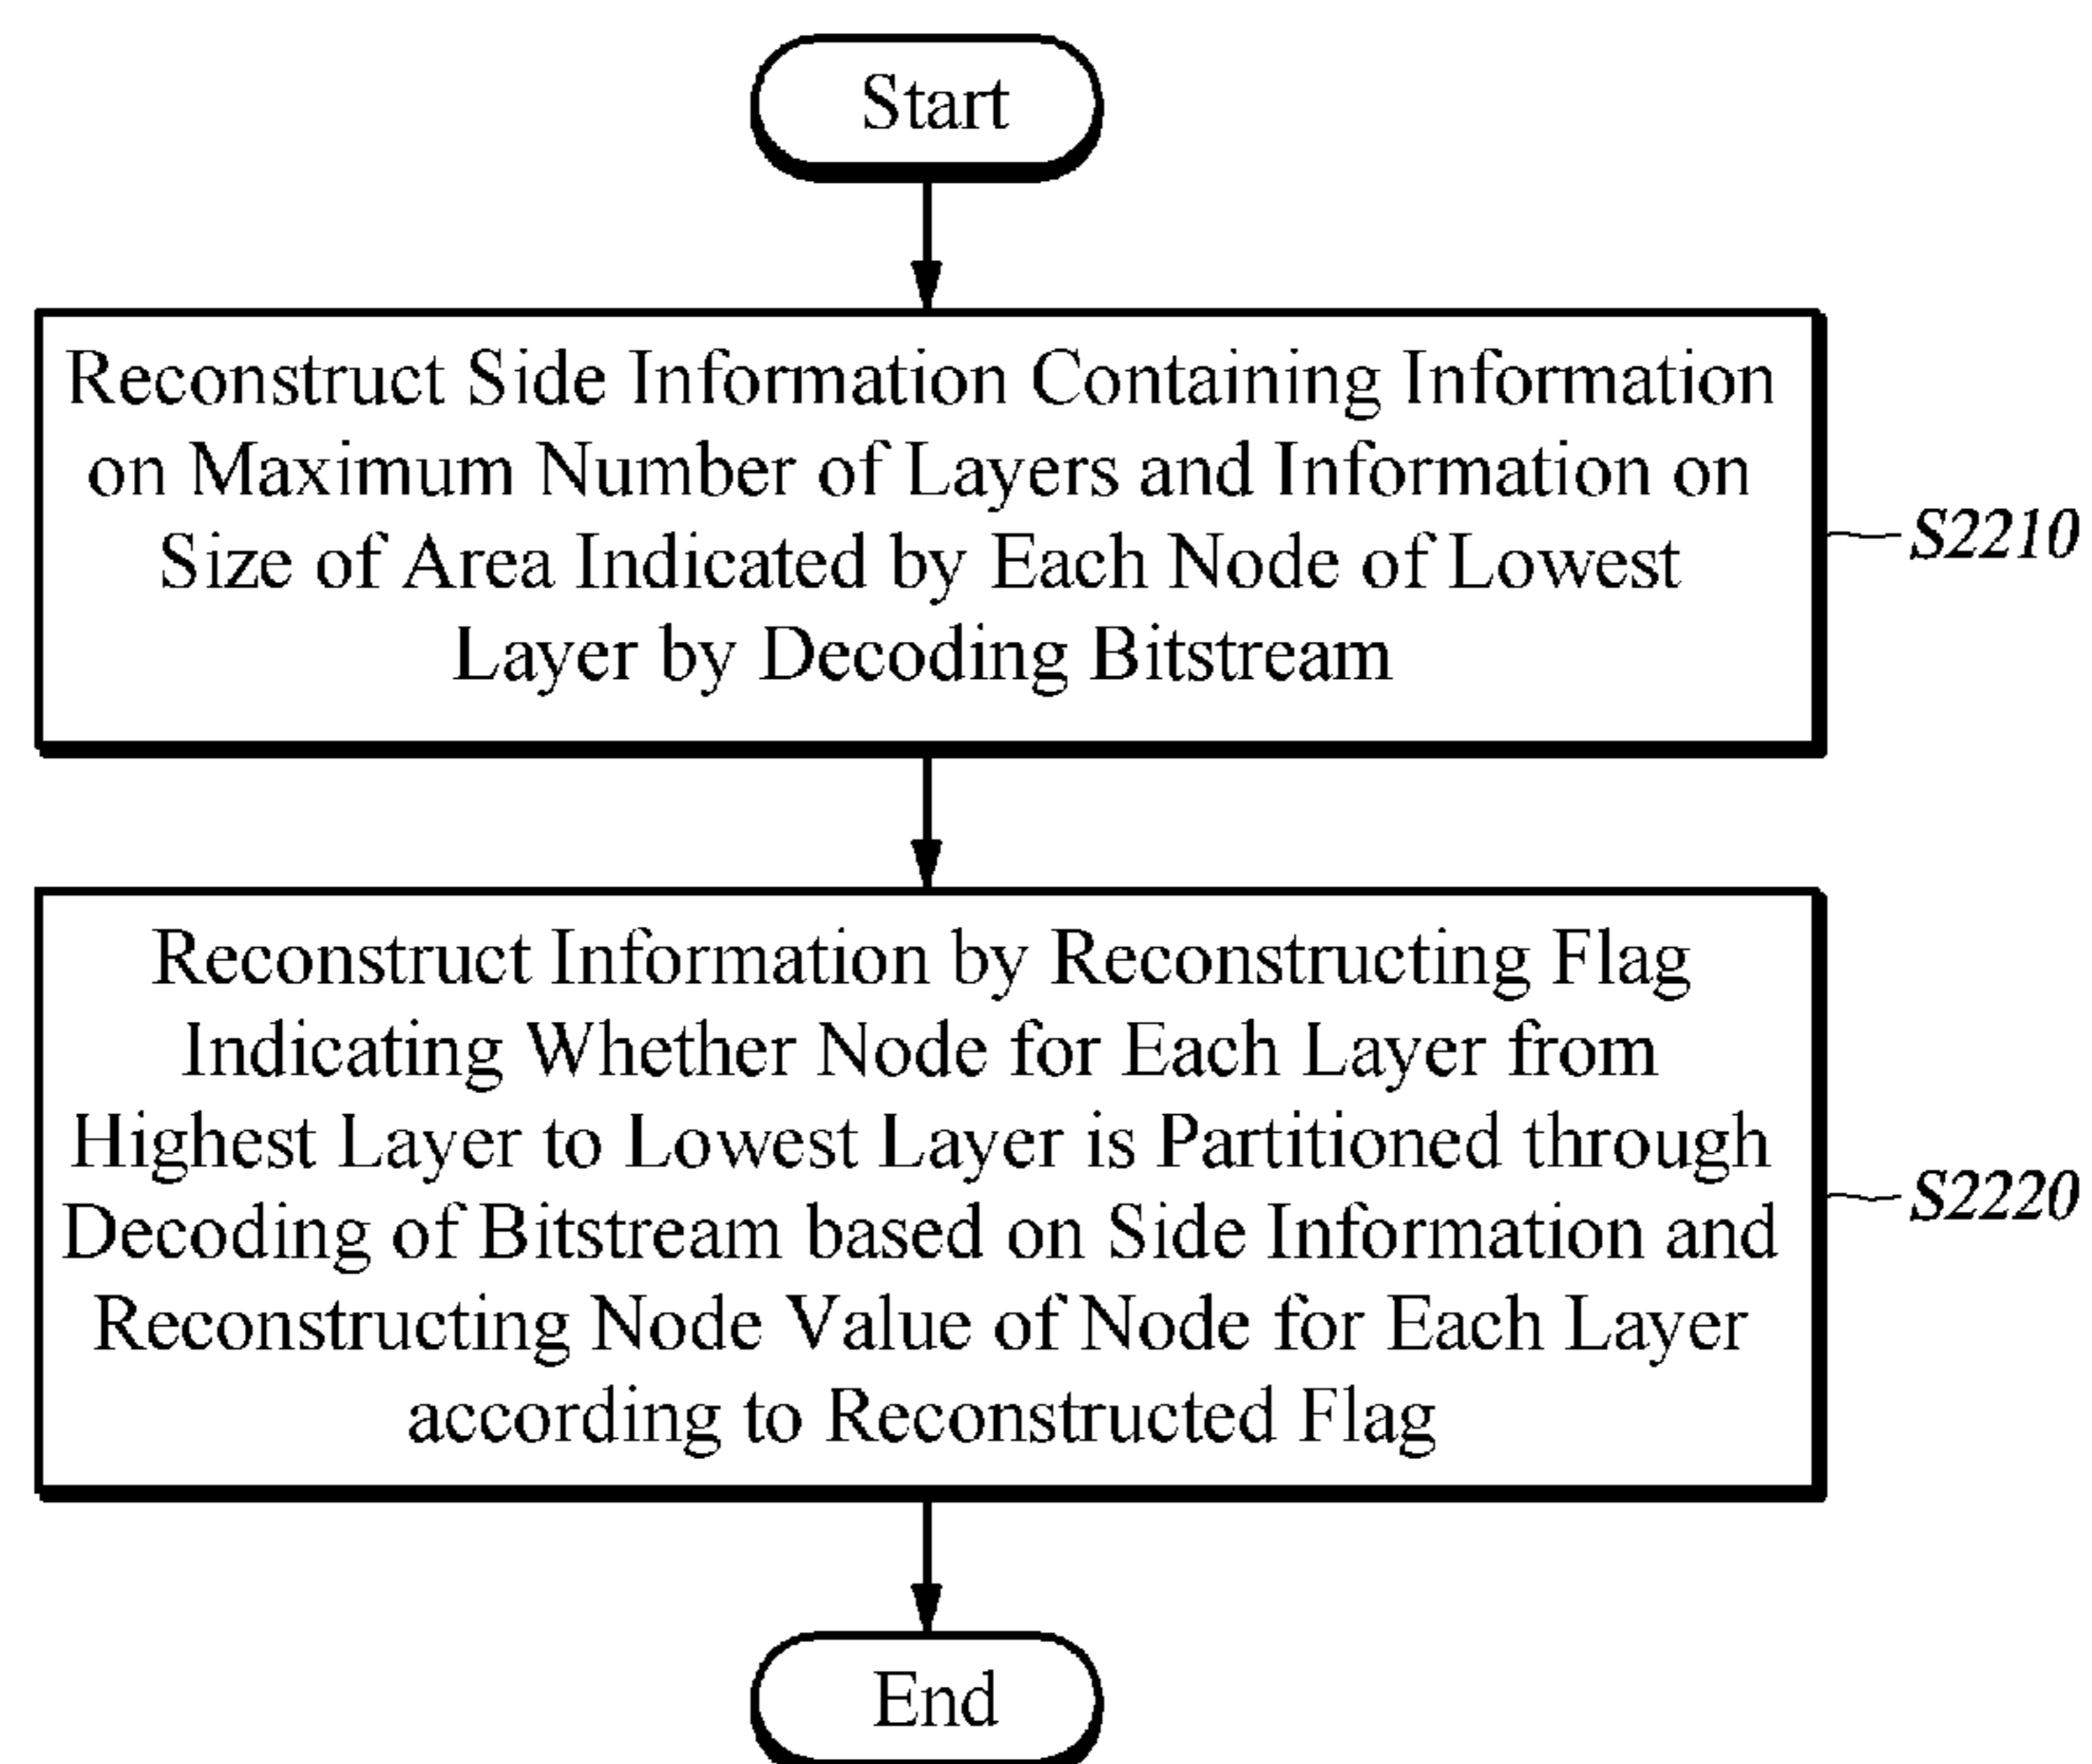 Start
Reconstruct Side Information Containing Information
on Maximum Number of Layers and Information on
Size of Area Indicated by Each Node of Lowest
Layer by Decoding Bitstream
S2210
Reconstruct Information by Reconstructing Flag
Indicating Whether Node for Each Layer from
Highest Layer to Lowest Layer is Partitioned through
Decoding of Bitstream based on Side Information and
Reconstructing Node Value of Node for Each Layer
according to Reconstructed Flag
S2220
End